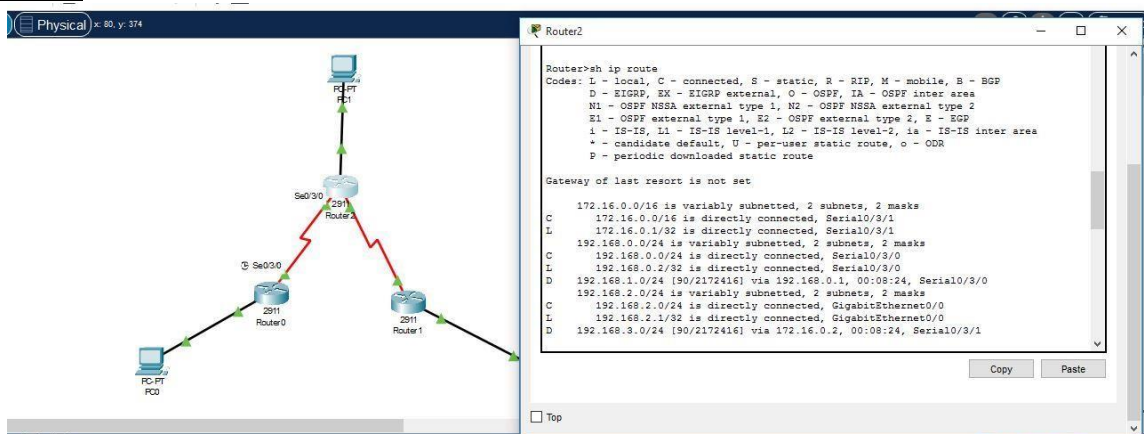 Physical x: 80, y: 374
PC-PT
PC1
Se0/3/0
2911
Router2
Se0/3/0
2911
Router0
2911
Router1
PC-PT
PC0
Router2
Router>sh ip route
Codes: L - local, C - connected, S - static, R - RIP, M - mobile, B - BGP
D - EIGRP, EX - EIGRP external, O - OSPF, IA - OSPF inter area
N1 - OSPF NSSA external type 1, N2 - OSPF NSSA external type 2
E1 - OSPF external type 1, E2 - OSPF external type 2, E - EGP
i - IS-IS, L1 - IS-IS level-1, L2 - IS-IS level-2, ia - IS-IS inter area
* - candidate default, U - per-user static route, o - ODR
P - periodic downloaded static route
Gateway of last resort is not set
172.16.0.0/16 is variably subnetted, 2 subnets, 2 masks
C 172.16.0.0/16 is directly connected, Serial0/3/1
L 172.16.0.1/32 is directly connected, Serial0/3/1
192.168.0.0/24 is variably subnetted, 2 subnets, 2 masks
C 192.168.0.0/24 is directly connected, Serial0/3/0
L 192.168.0.2/32 is directly connected, Serial0/3/0
D 192.168.1.0/24 [90/2172416] via 192.168.0.1, 00:08:24, Serial0/3/0
192.168.2.0/24 is variably subnetted, 2 subnets, 2 masks
C 192.168.2.0/24 is directly connected, GigabitEthernet0/0
L 192.168.2.1/32 is directly connected, GigabitEthernet0/0
D 192.168.3.0/24 [90/2172416] via 172.16.0.2, 00:08:24, Serial0/3/1
Copy Paste
Top